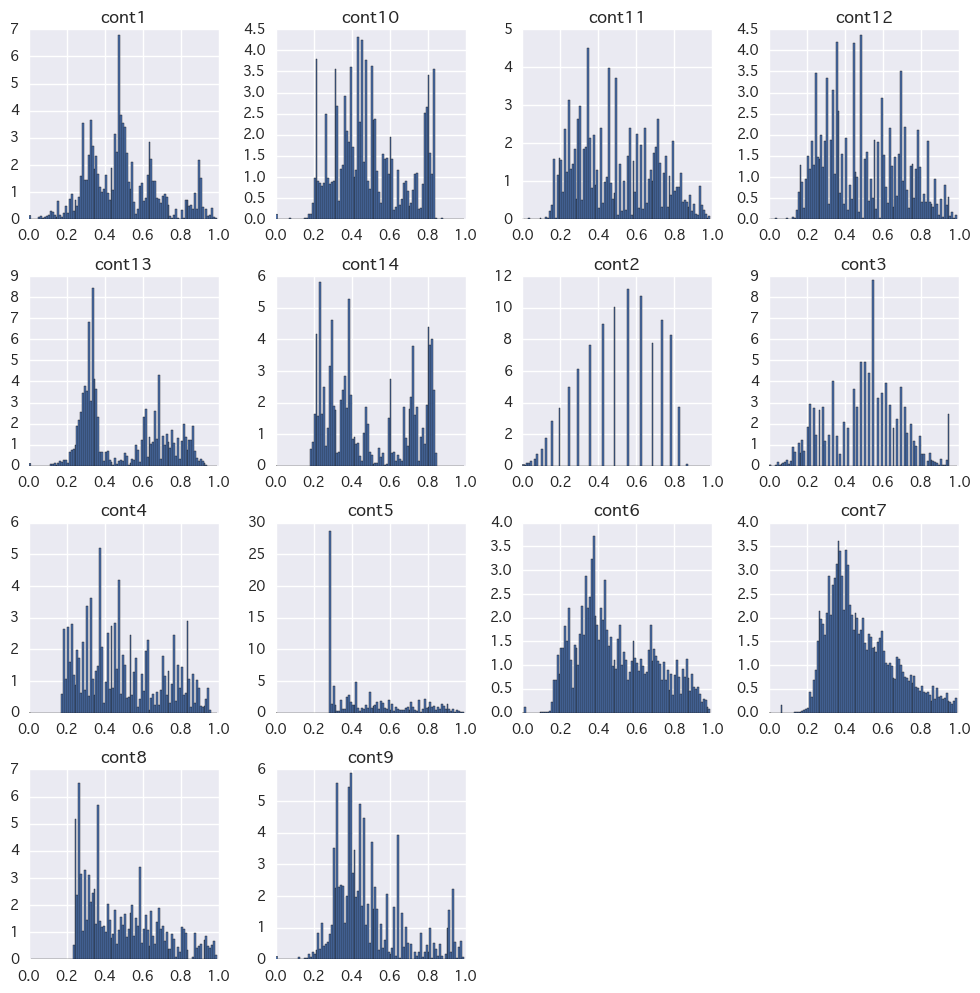 cont1 cont10 cont11 cont12
7 4.5 5 4.5
6 4.0 4 4.0
5 3.5 3 3.5
4 3.0 2 3.0
3 2.5 1 2.5
2 2.0 0 2.0
1 1.5 1.5
0 1.0 1.0
0.5 0.5
0.0 0.0
0.0 0.2 0.4 0.6 0.8 1.0 0.0 0.2 0.4 0.6 0.8 1.0 0.0 0.2 0.4 0.6 0.8 1.0 0.0 0.2 0.4 0.6 0.8 1.0
cont13 cont14 cont2 cont3
9 6 12 9
8 5 10 8
7 4 8 7
6 3 6 6
5 2 4 5
4 1 2 4
3 0 0 3
2 2
1 1
0 0
0.0 0.2 0.4 0.6 0.8 1.0 0.0 0.2 0.4 0.6 0.8 1.0 0.0 0.2 0.4 0.6 0.8 1.0 0.0 0.2 0.4 0.6 0.8 1.0
cont4 cont5 cont6 cont7
6 30 4.0 4.0
5 25 3.5 3.5
4 20 3.0 3.0
3 15 2.5 2.5
2 10 2.0 2.0
1 5 1.5 1.5
0 0 1.0 1.0
0.5 0.5
0.0 0.0
0.0 0.2 0.4 0.6 0.8 1.0 0.0 0.2 0.4 0.6 0.8 1.0 0.0 0.2 0.4 0.6 0.8 1.0 0.0 0.2 0.4 0.6 0.8 1.0
cont8 cont9
7 6
6 5
5 4
4 3
3 2
2 1
1 0
0
0.0 0.2 0.4 0.6 0.8 1.0 0.0 0.2 0.4 0.6 0.8 1.0